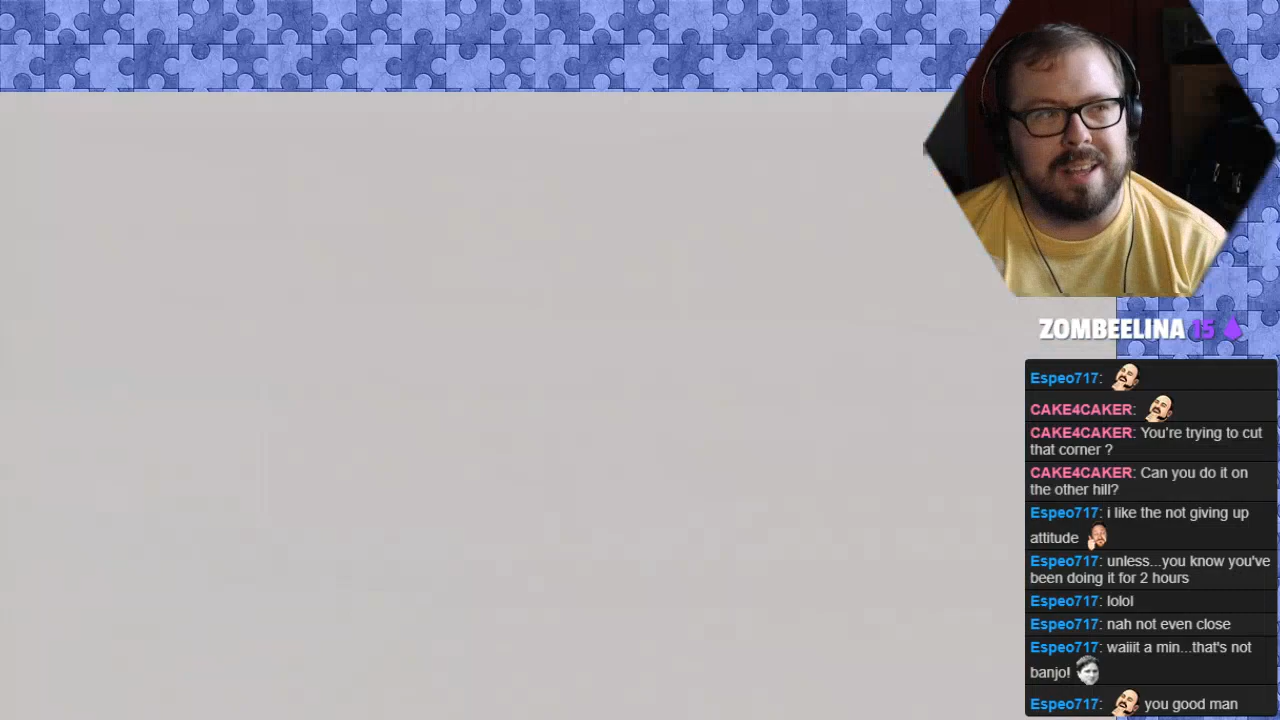 ZOMBEELINA 15
Espeo717:
CAKE4CAKER:
CAKE4CAKER: You're trying to cut
that corner ?
CAKE4CAKER: Can you do it on
the other hill?
Espeo717: i like the not giving up
attitude
Espeo717: unless...you know you've
been doing it for 2 hours
Espeo717: lolol
Espeo717: nah not even close
Espeo717: waiiit a min...that's not
banjo!
Espeo717: you good man